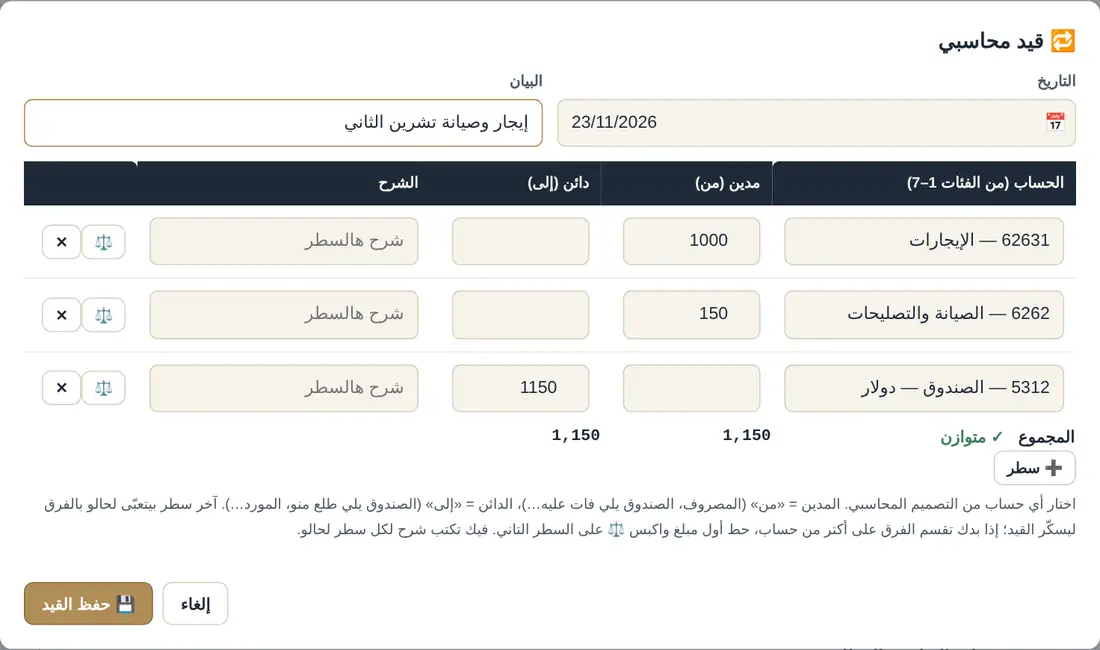 🔁 قيد محاسبي
التاريخ
البيان
23/11/2026
إيجار وصيانة تشرين الثاني
الحساب (من الفئات 1–7) مدين (من) دائن (إلى) الشرح
62631 — الإيجارات 1000 شرح هالسطر ⚖️ ✕
6262 — الصيانة والتصليحات 150 شرح هالسطر ⚖️ ✕
5312 — الصندوق — دولار 1150 شرح هالسطر ⚖️ ✕
المجموع ✓ متوازن 1,150 1,150
➕ سطر
اختار أي حساب من التصميم المحاسبي. المدين = «من» (المصروف، الصندوق يلي فات عليه…)، الدائن = «إلى» (الصندوق يلي طلع منو، المورد…). آخر سطر بيتعبّى لحالو بالفرق
ليسكّر القيد؛ إذا بدك تقسم الفرق على أكتر من حساب، حط أول مبلغ واكبس ⚖️ على السطر التاني. فيك تكتب شرح لكل سطر لحالو.
إلغاء
💾 حفظ القيد